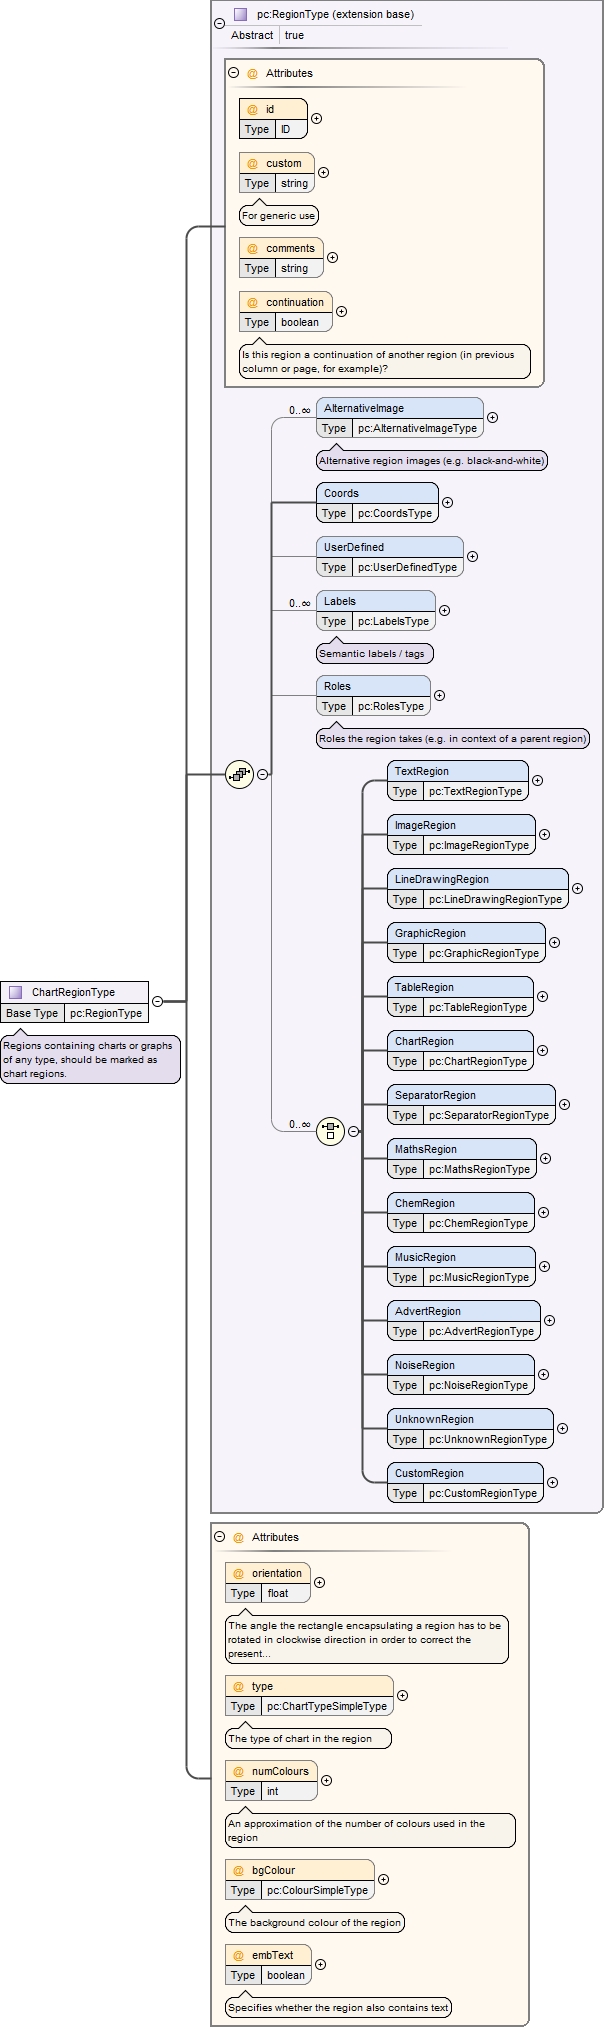 pc:RegionType (extension base)
Abstract true
@ Attributes
@ id
Type ID
@ custom
Type string
For generic use
@ comments
Type string
@ continuation
Type boolean
Is this region a continuation of another region (in previous
column or page, for example)?
0..∞ AlternativeImage
Type pc:AlternativeImageType
Alternative region images (e.g. black-and-white)
Coords
Type pc:CoordsType
UserDefined
Type pc:UserDefinedType
0..∞ Labels
Type pc:LabelsType
Semantic labels / tags
Roles
Type pc:RolesType
Roles the region takes (e.g. in context of a parent region)
TextRegion
Type pc:TextRegionType
ImageRegion
Type pc:ImageRegionType
LineDrawingRegion
Type pc:LineDrawingRegionType
GraphicRegion
Type pc:GraphicRegionType
TableRegion
Type pc:TableRegionType
ChartRegionType
Base Type pc:RegionType
Regions containing charts or graphs
of any type, should be marked as
chart regions.
ChartRegion
Type pc:ChartRegionType
SeparatorRegion
Type pc:SeparatorRegionType
0..∞
MathsRegion
Type pc:MathsRegionType
ChemRegion
Type pc:ChemRegionType
MusicRegion
Type pc:MusicRegionType
AdvertRegion
Type pc:AdvertRegionType
NoiseRegion
Type pc:NoiseRegionType
UnknownRegion
Type pc:UnknownRegionType
CustomRegion
Type pc:CustomRegionType
@ Attributes
@ orientation
Type float
The angle the rectangle encapsulating a region has to be
rotated in clockwise direction in order to correct the
present...
@ type
Type pc:ChartTypeSimpleType
The type of chart in the region
@ numColours
Type int
An approximation of the number of colours used in the
region
@ bgColour
Type pc:ColourSimpleType
The background colour of the region
@ embText
Type boolean
Specifies whether the region also contains text